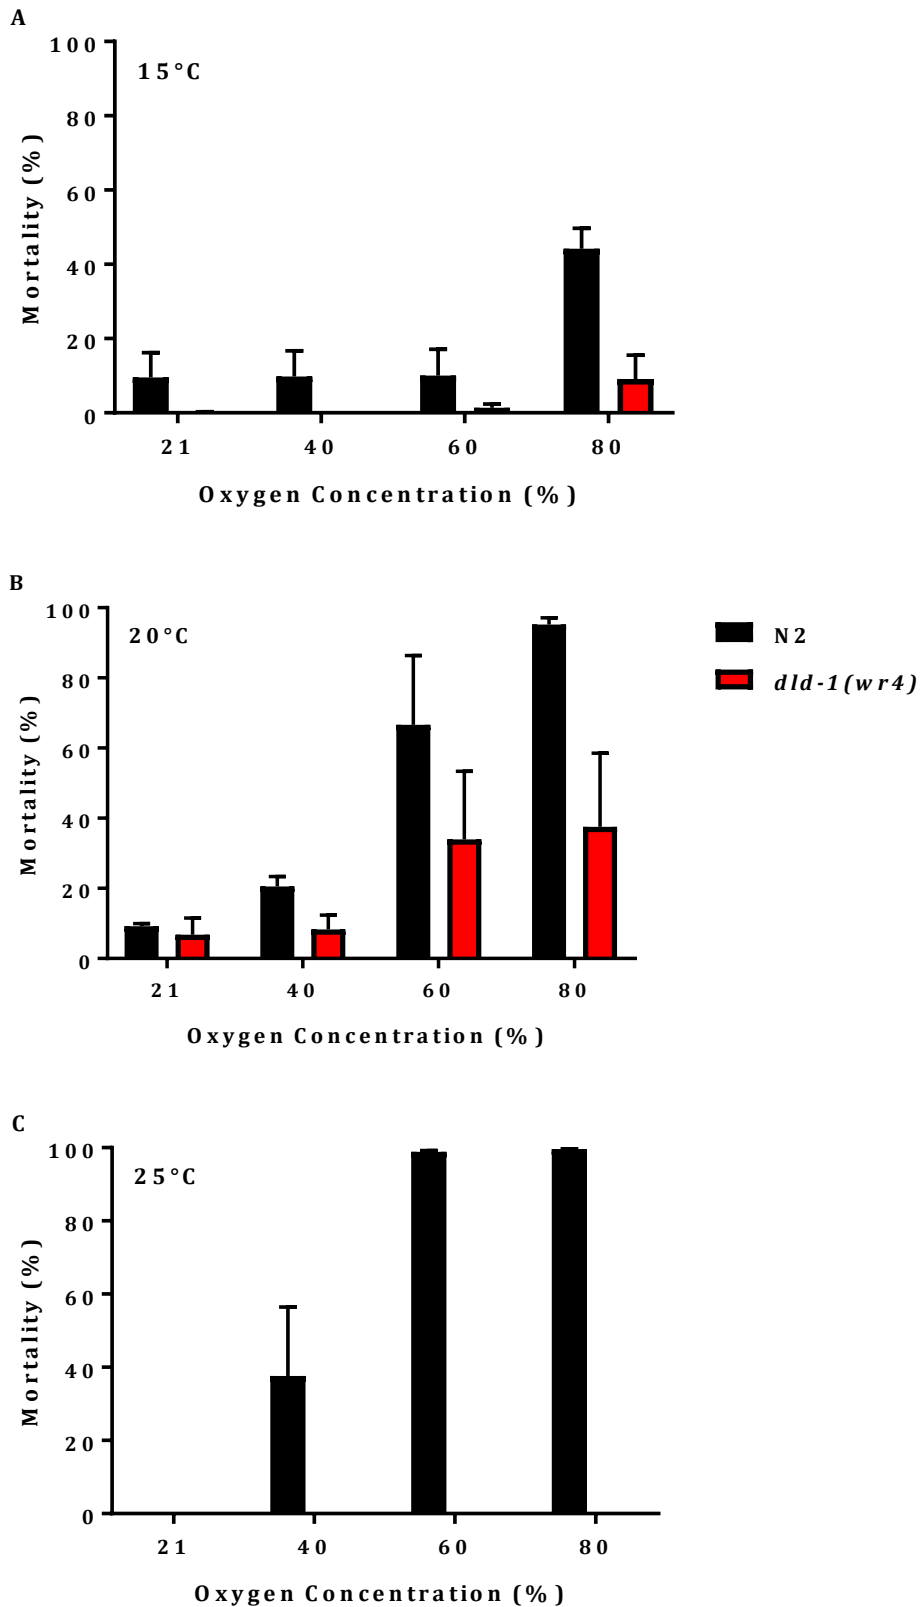 A
100
80
60
40
20
0
15°C
Mortality (%)
21 40 60 80
Oxygen Concentration (%)
B
100
80
60
40
20
0
20°C
Mortality (%)
21 40 60 80
Oxygen Concentration (%)
N2
dld-1(wr4)
C
100
80
60
40
20
0
25°C
Mortality (%)
21 40 60 80
Oxygen Concentration (%)